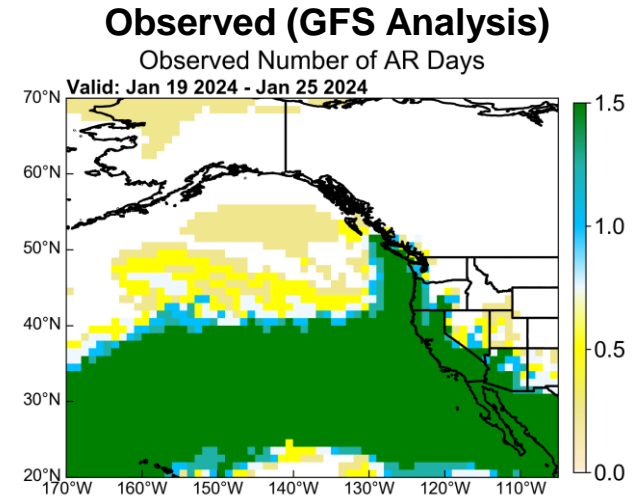 Observed (GFS Analysis)
Observed Number of AR Days
Valid: Jan 19 2024 - Jan 25 2024
70°N
60°N
50°N
40°N
30°N
20°N
170°W 160°W 150°W 140°W 130°W 120°W 110°W
1.5
1.0
0.5
0.0